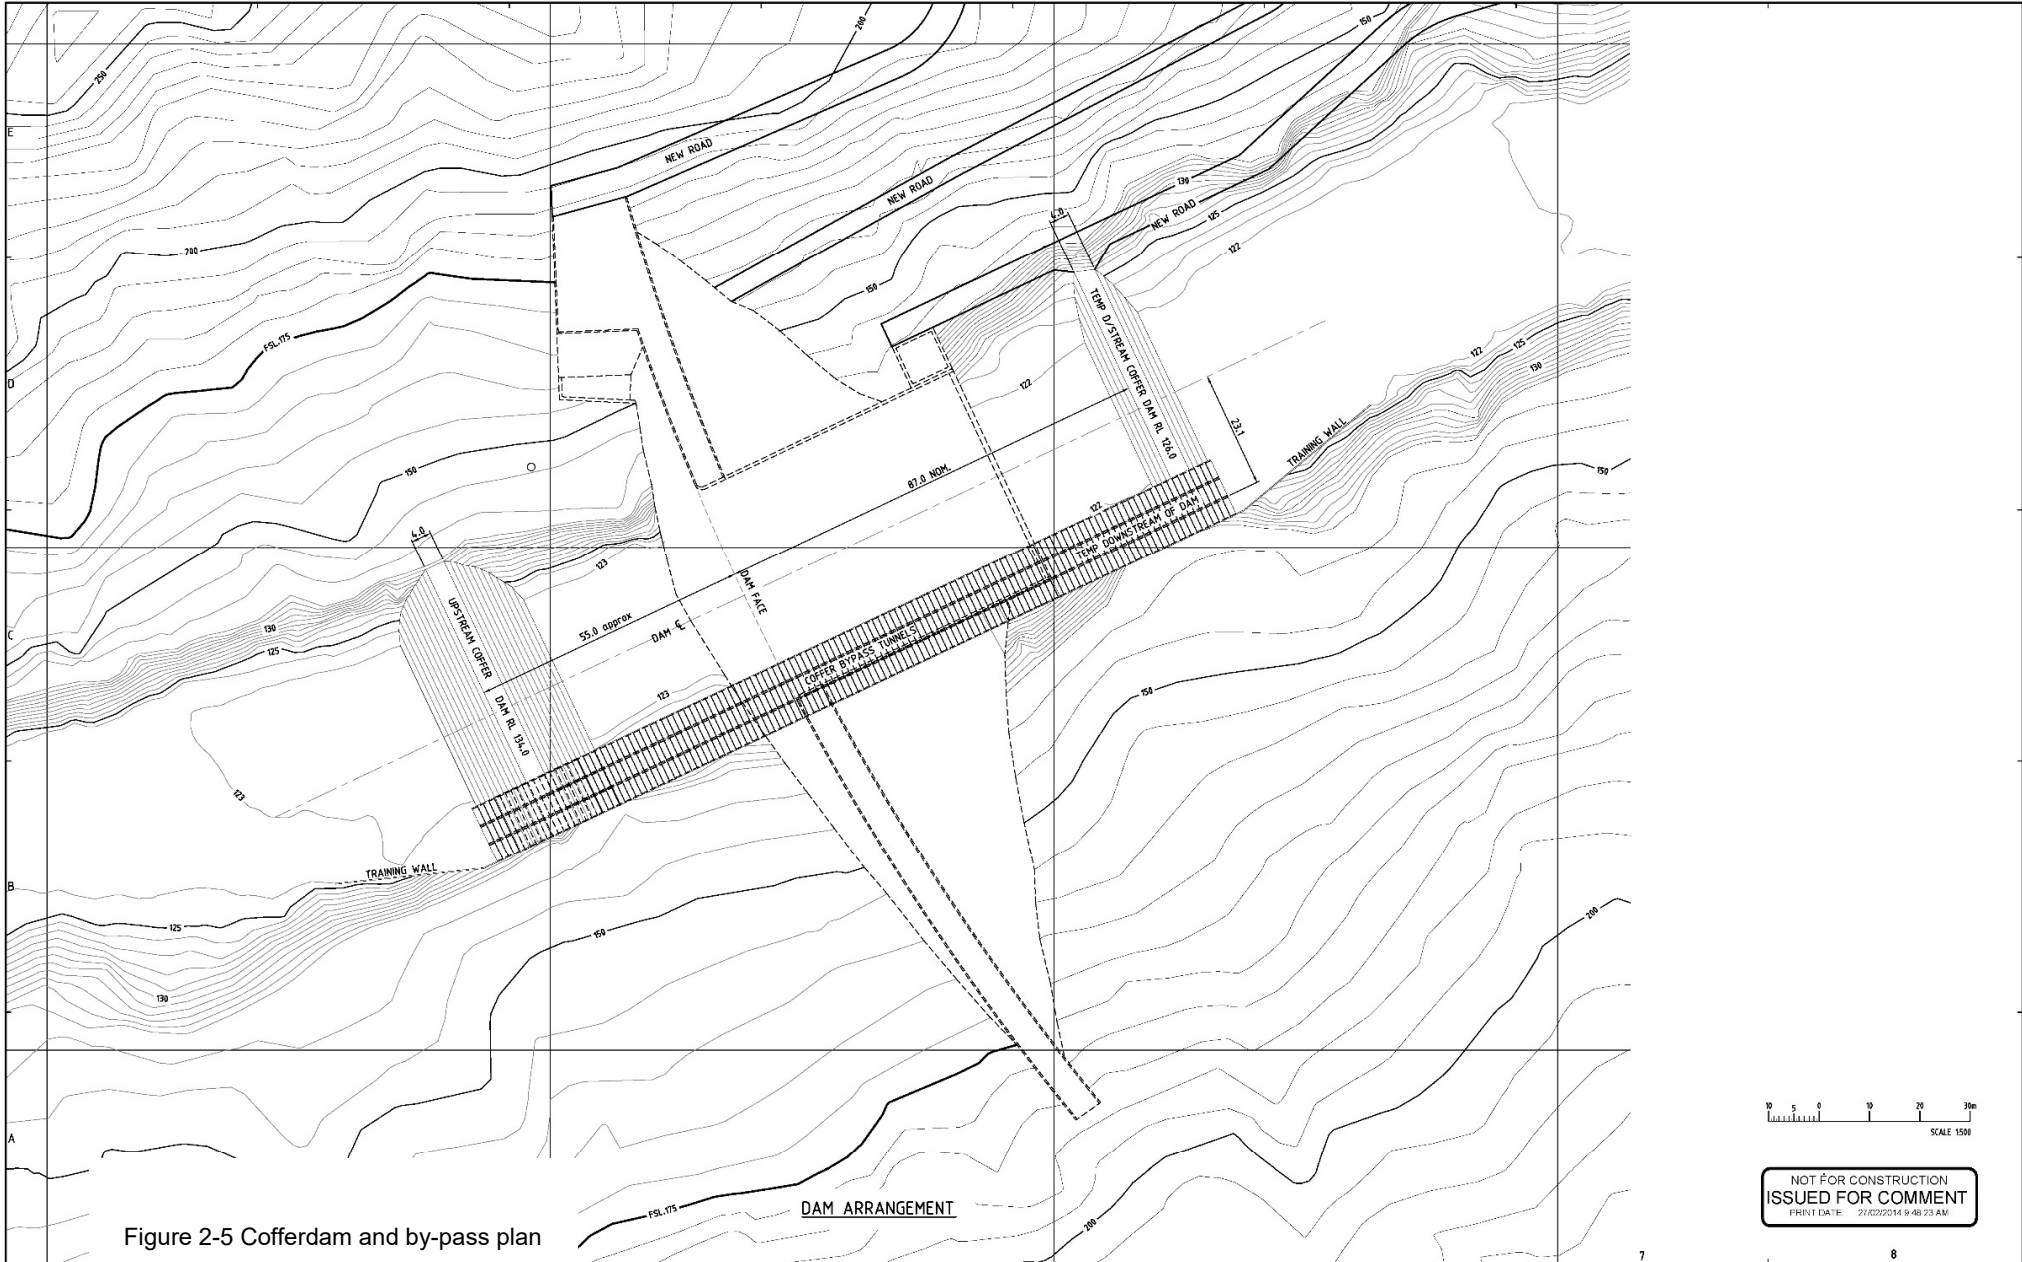 200
150
250
E
NEW ROAD
NEW ROAD
130
4.0
NEW ROAD
125
122
200
150
FSL.175
TEMP D/STREAM COFFER DAM RL 126.0
122
125
130
D
122
23.1
TRAINING WALL
150
150
87.0 NOM.
122
TEMP DOWNSTREAM OF DAM
4.0
123
DAM FACE
UPSTREAM COFFER DAM RL 134.0
130
C
55.0 approx
DAM ℄
125
COFFER BYPASS TUNNELS
123
150
123
TRAINING WALL
B
125
150
200
130
10 5 0 10 20 30m
SCALE 1:500
A
NOT FOR CONSTRUCTION
ISSUED FOR COMMENT
PRINT DATE: 27/02/2014 9:48:23 AM
FSL.175
DAM ARRANGEMENT
200
Figure 2-5 Cofferdam and by-pass plan
7
8